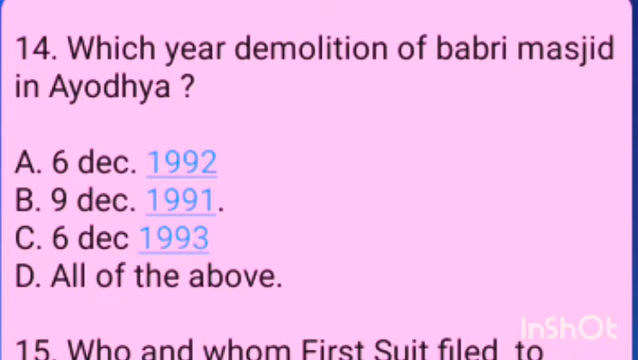 14. Which year demolition of babri masjid
in Ayodhya ?
A. 6 dec. 1992
B. 9 dec. 1991.
C. 6 dec 1993
D. All of the above.
InShOt
15. Who and whom First Suit filed to